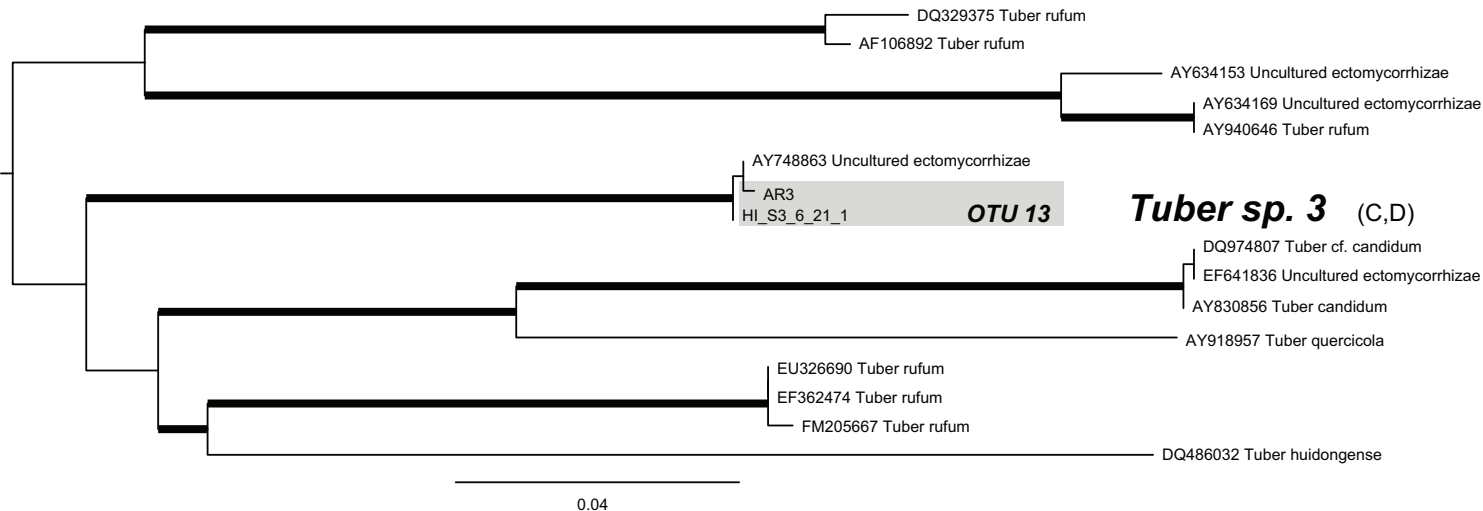 DQ329375 Tuber rufum
AF106892 Tuber rufum
AY634153 Uncultured ectomycorrhizae
AY634169 Uncultured ectomycorrhizae
AY940646 Tuber rufum
AY748863 Uncultured ectomycorrhizae
AR3
HI_S3_6_21_1
OTU 13
Tuber sp. 3 (C,D)
DQ974807 Tuber cf. candidum
EF641836 Uncultured ectomycorrhizae
AY830856 Tuber candidum
AY918957 Tuber quercicola
EU326690 Tuber rufum
EF362474 Tuber rufum
FM205667 Tuber rufum
DQ486032 Tuber huidongense
0.04